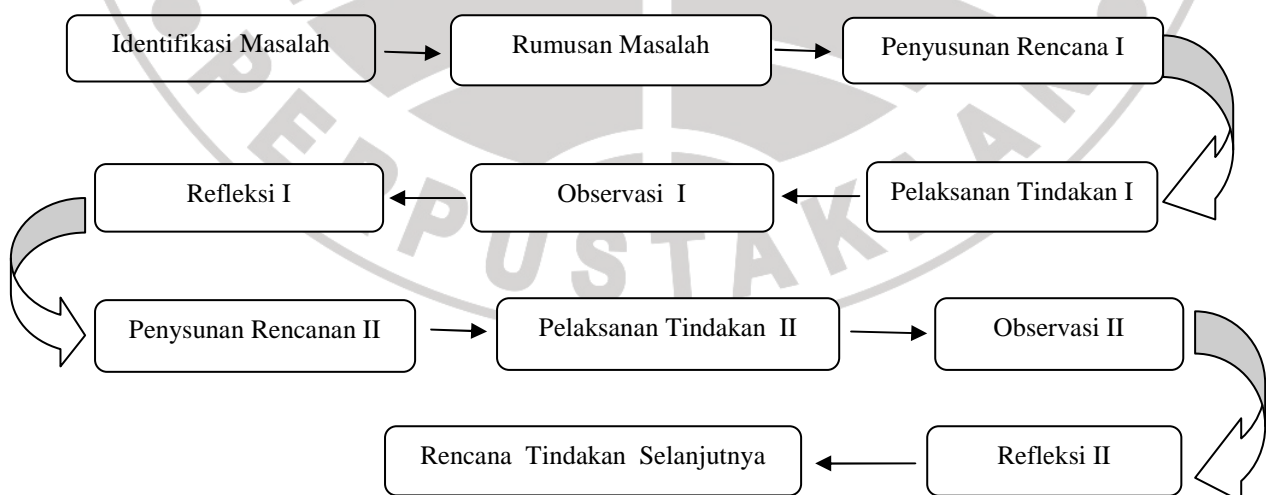 Identifikasi Masalah
Rumusan Masalah
Penyusunan Rencana I
Pelaksanan Tindakan I
Observasi I
Refleksi I
Penysunan Rencanan II
Pelaksanan Tindakan II
Observasi II
Refleksi II
Rencana Tindakan Selanjutnya
PERPUSTAKAAN